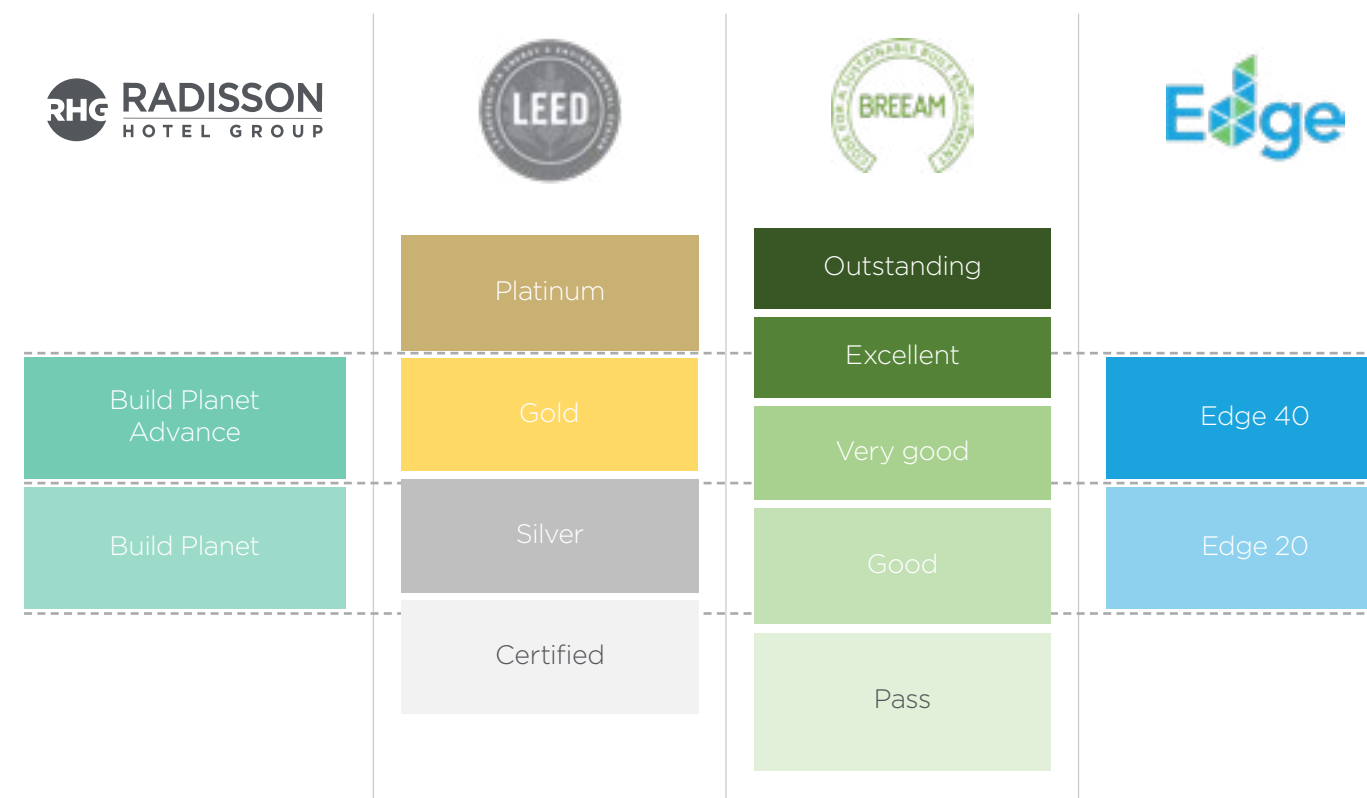 RHG RADISSON
HOTEL GROUP
LEED
BREEAM
Edge
Platinum
Outstanding
Excellent
Build Planet
Advance
Gold
Very good
Edge 40
Build Planet
Silver
Good
Edge 20
Certified
Pass